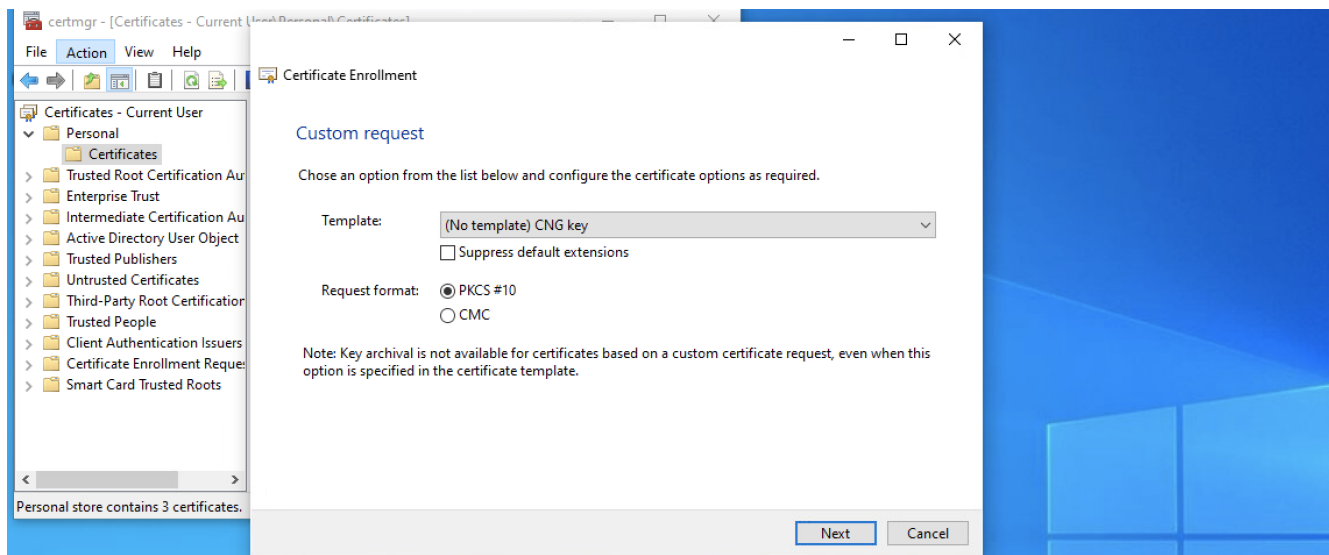 certmgr - [Certificates - Current User\Personal\Certificates]
File Action View Help
Certificates - Current User
Personal
Certificates
Trusted Root Certification Au
Enterprise Trust
Intermediate Certification Au
Active Directory User Object
Trusted Publishers
Untrusted Certificates
Third-Party Root Certification
Trusted People
Client Authentication Issuers
Certificate Enrollment Reques
Smart Card Trusted Roots
Personal store contains 3 certificates.
Certificate Enrollment
Custom request
Chose an option from the list below and configure the certificate options as required.
Template: (No template) CNG key
Suppress default extensions
Request format: PKCS #10
CMC
Note: Key archival is not available for certificates based on a custom certificate request, even when this
option is specified in the certificate template.
Next Cancel